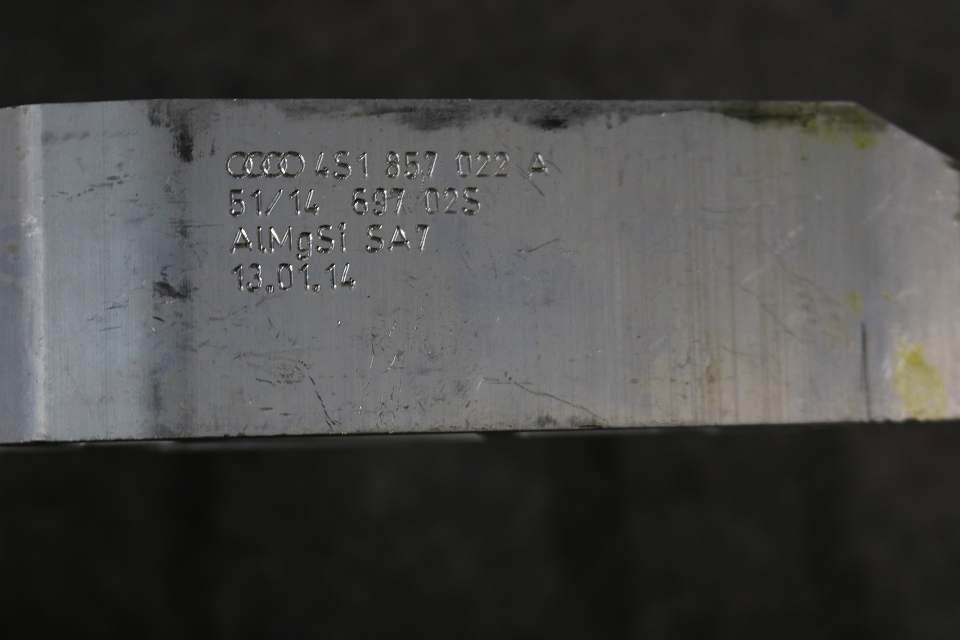 4S1 857 022 A
51/14 697 02S
AlMgSi SA7
13.01.14